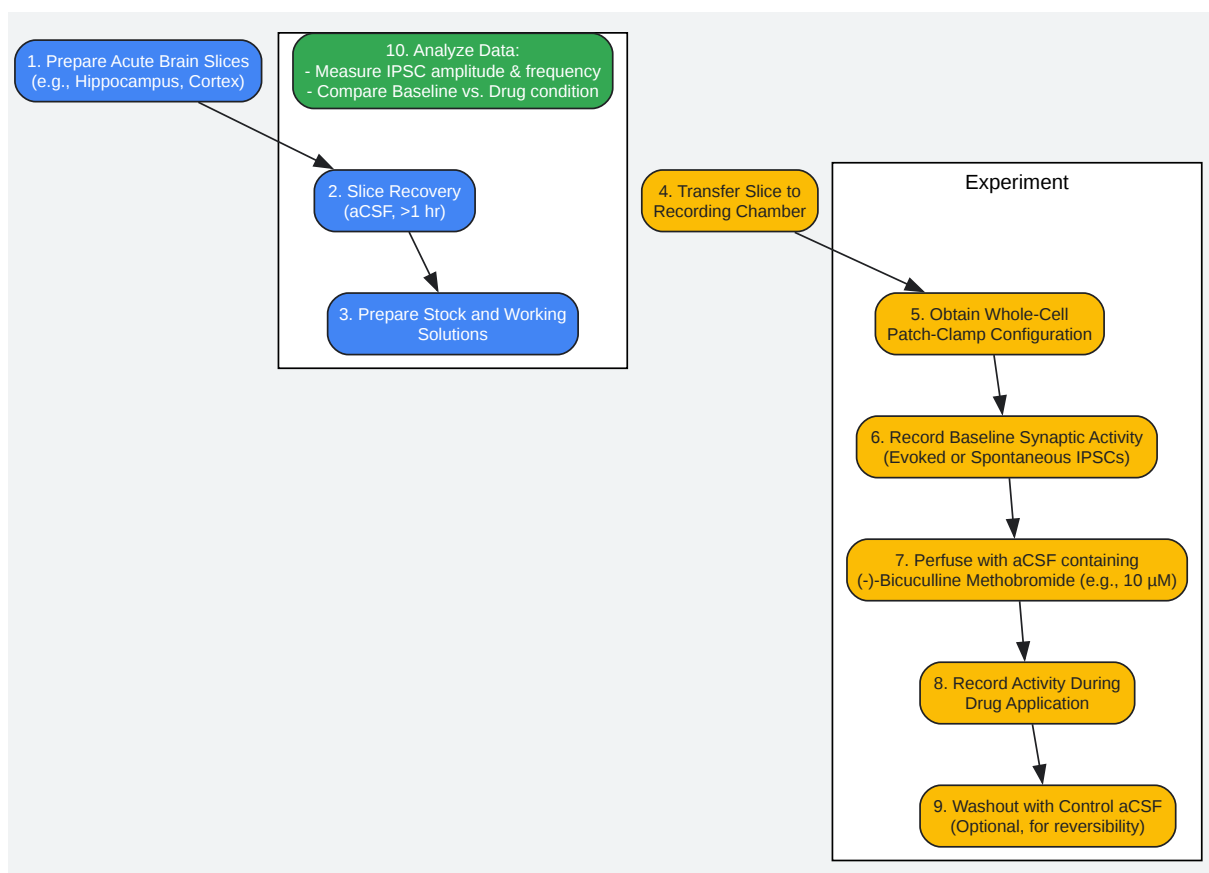 1. Prepare Acute Brain Slices
(e.g., Hippocampus, Cortex)
10. Analyze Data:
- Measure IPSC amplitude & frequency
- Compare Baseline vs. Drug condition
2. Slice Recovery
(aCSF, >1 hr)
3. Prepare Stock and Working
Solutions
4. Transfer Slice to
Recording Chamber
Experiment
5. Obtain Whole-Cell
Patch-Clamp Configuration
6. Record Baseline Synaptic Activity
(Evoked or Spontaneous IPSCs)
7. Perfuse with aCSF containing
(-)-Bicuculline Methobromide (e.g., 10 µM)
8. Record Activity During
Drug Application
9. Washout with Control aCSF
(Optional, for reversibility)